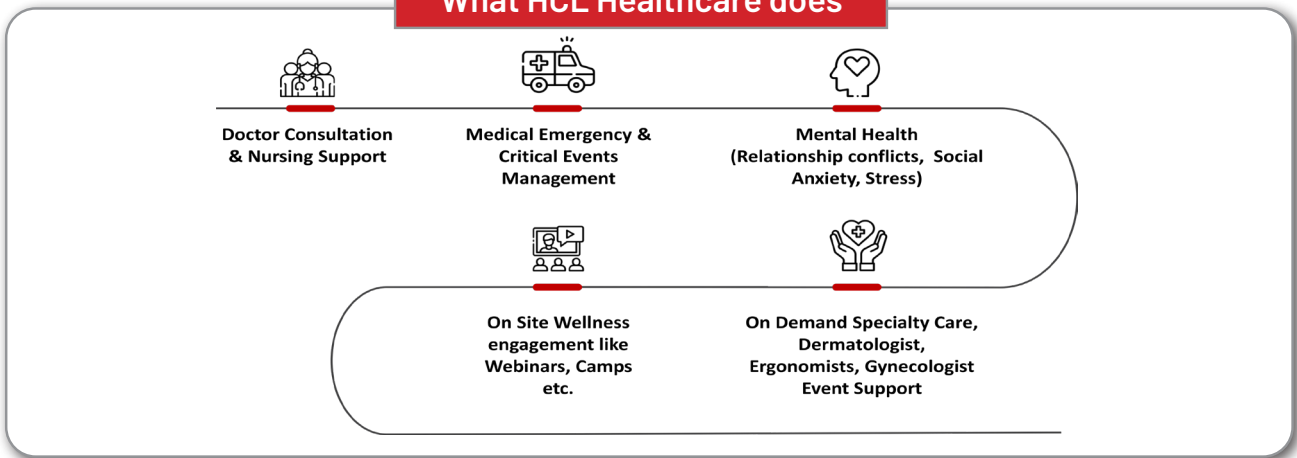 What HCL Healthcare does
Doctor Consultation
& Nursing Support
Medical Emergency &
Critical Events
Management
Mental Health
(Relationship conflicts, Social
Anxiety, Stress)
On Site Wellness
engagement like
Webinars, Camps
etc.
On Demand Specialty Care,
Dermatologist,
Ergonomists, Gynecologist
Event Support